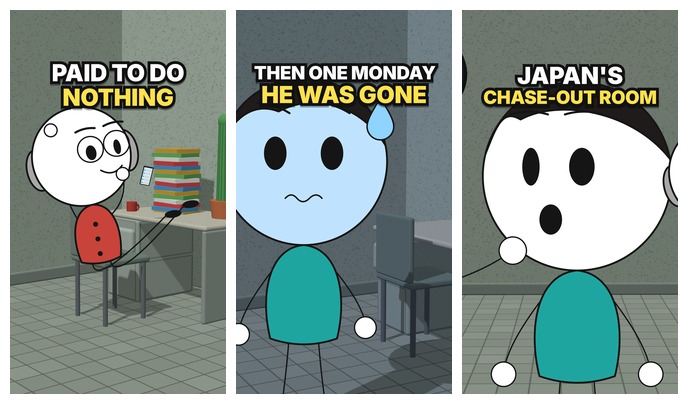 PAID TO DO
NOTHING
THEN ONE MONDAY
HE WAS GONE
JAPAN'S
CHASE-OUT ROOM